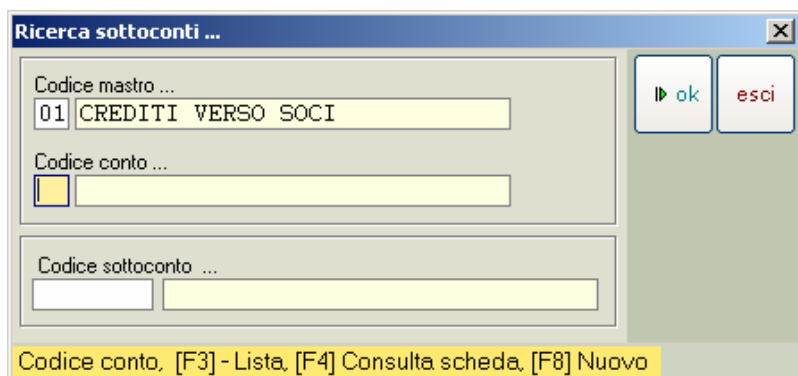 Ricerca sottoconti ...
Codice mastro ...
01 CREDITI VERSO SOCI
ok
esci
Codice conto ...
Codice sottoconto ...
Codice conto, [F3] - Lista, [F4] Consulta scheda, [F8] Nuovo